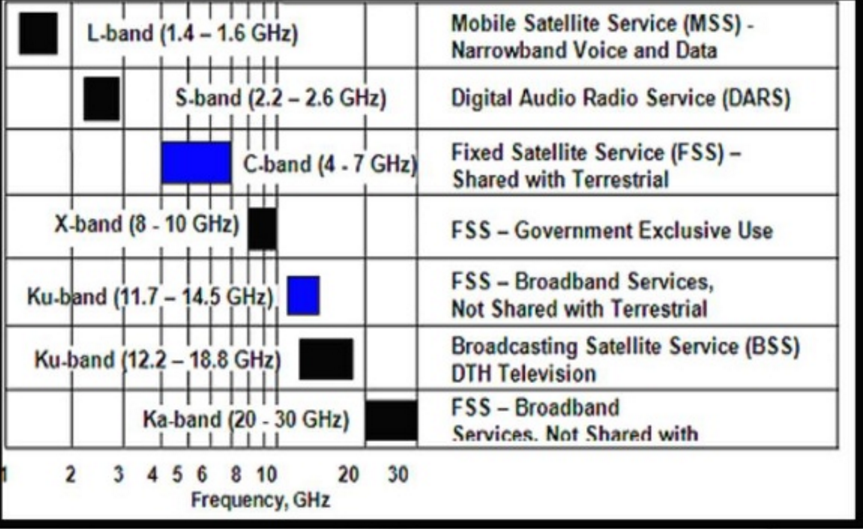 L-band (1.4 – 1.6 GHz)
Mobile Satellite Service (MSS) -
Narrowband Voice and Data
S-band (2.2 – 2.6 GHz)
Digital Audio Radio Service (DARS)
C-band (4 - 7 GHz)
Fixed Satellite Service (FSS) –
Shared with Terrestrial
X-band (8 - 10 GHz)
FSS – Government Exclusive Use
Ku-band (11.7 – 14.5 GHz)
FSS – Broadband Services,
Not Shared with Terrestrial
Ku-band (12.2 – 18.8 GHz)
Broadcasting Satellite Service (BSS)
DTH Television
Ka-band (20 - 30 GHz)
FSS – Broadband
Services, Not Shared with
1 2 3 4 5 6 8 10 20 30
Frequency, GHz